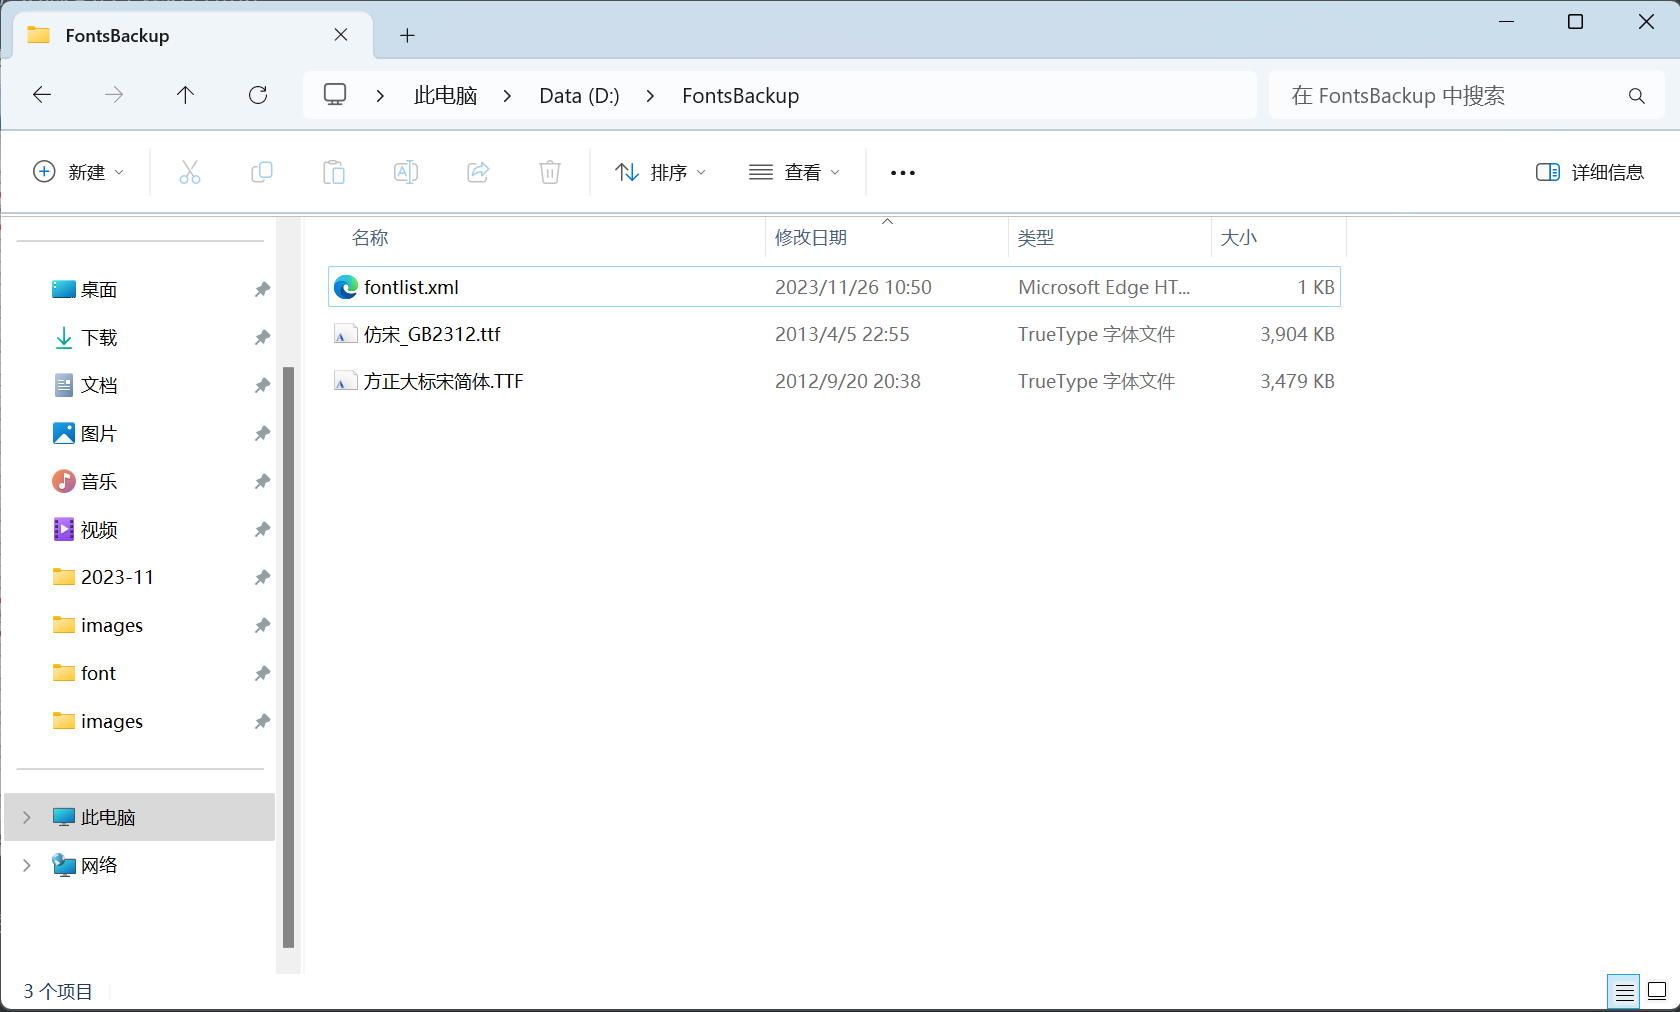 FontsBackup
此电脑 Data (D:) FontsBackup
在 FontsBackup 中搜索
新建
排序
查看
详细信息
名称 修改日期 类型 大小
fontlist.xml 2023/11/26 10:50 Microsoft Edge HT... 1 KB
仿宋_GB2312.ttf 2013/4/5 22:55 TrueType 字体文件 3,904 KB
方正大标宋简体.TTF 2012/9/20 20:38 TrueType 字体文件 3,479 KB
桌面
下载
文档
图片
音乐
视频
2023-11
images
font
images
此电脑
网络
3 个项目